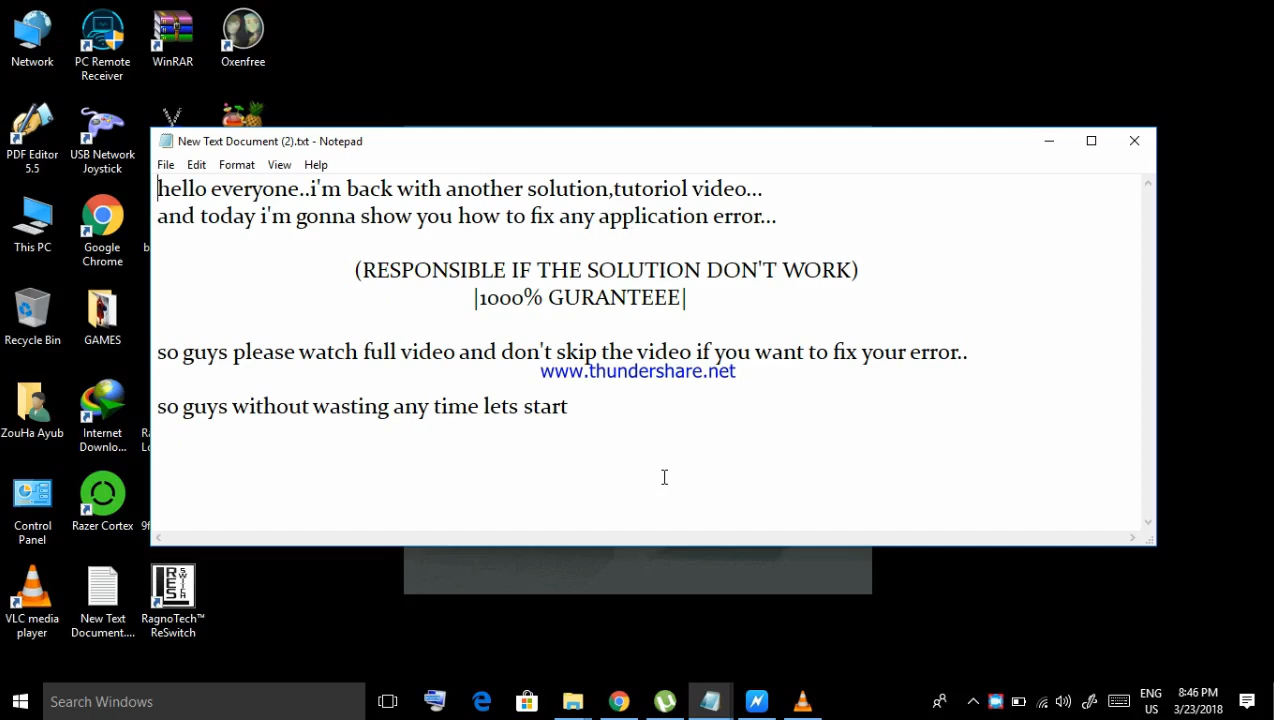 Network
PC Remote
Receiver
WinRAR
Oxenfree
PDF Editor
5.5
USB Network
Joystick
This PC
Google
Chrome
Recycle Bin
GAMES
ZouHa Ayub
Internet
Downlo...
Control
Panel
Razer Cortex
VLC media
player
New Text
Document....
RagnoTech™
ReSwitch
New Text Document (2).txt - Notepad
File Edit Format View Help
hello everyone..i'm back with another solution,tutoriol video...
and today i'm gonna show you how to fix any application error...
(RESPONSIBLE IF THE SOLUTION DON'T WORK)
|1000% GURANTEEE|
so guys please watch full video and don't skip the video if you want to fix your error..
www.thundershare.net
so guys without wasting any time lets start
Search Windows
ENG
US
8:46 PM
3/23/2018